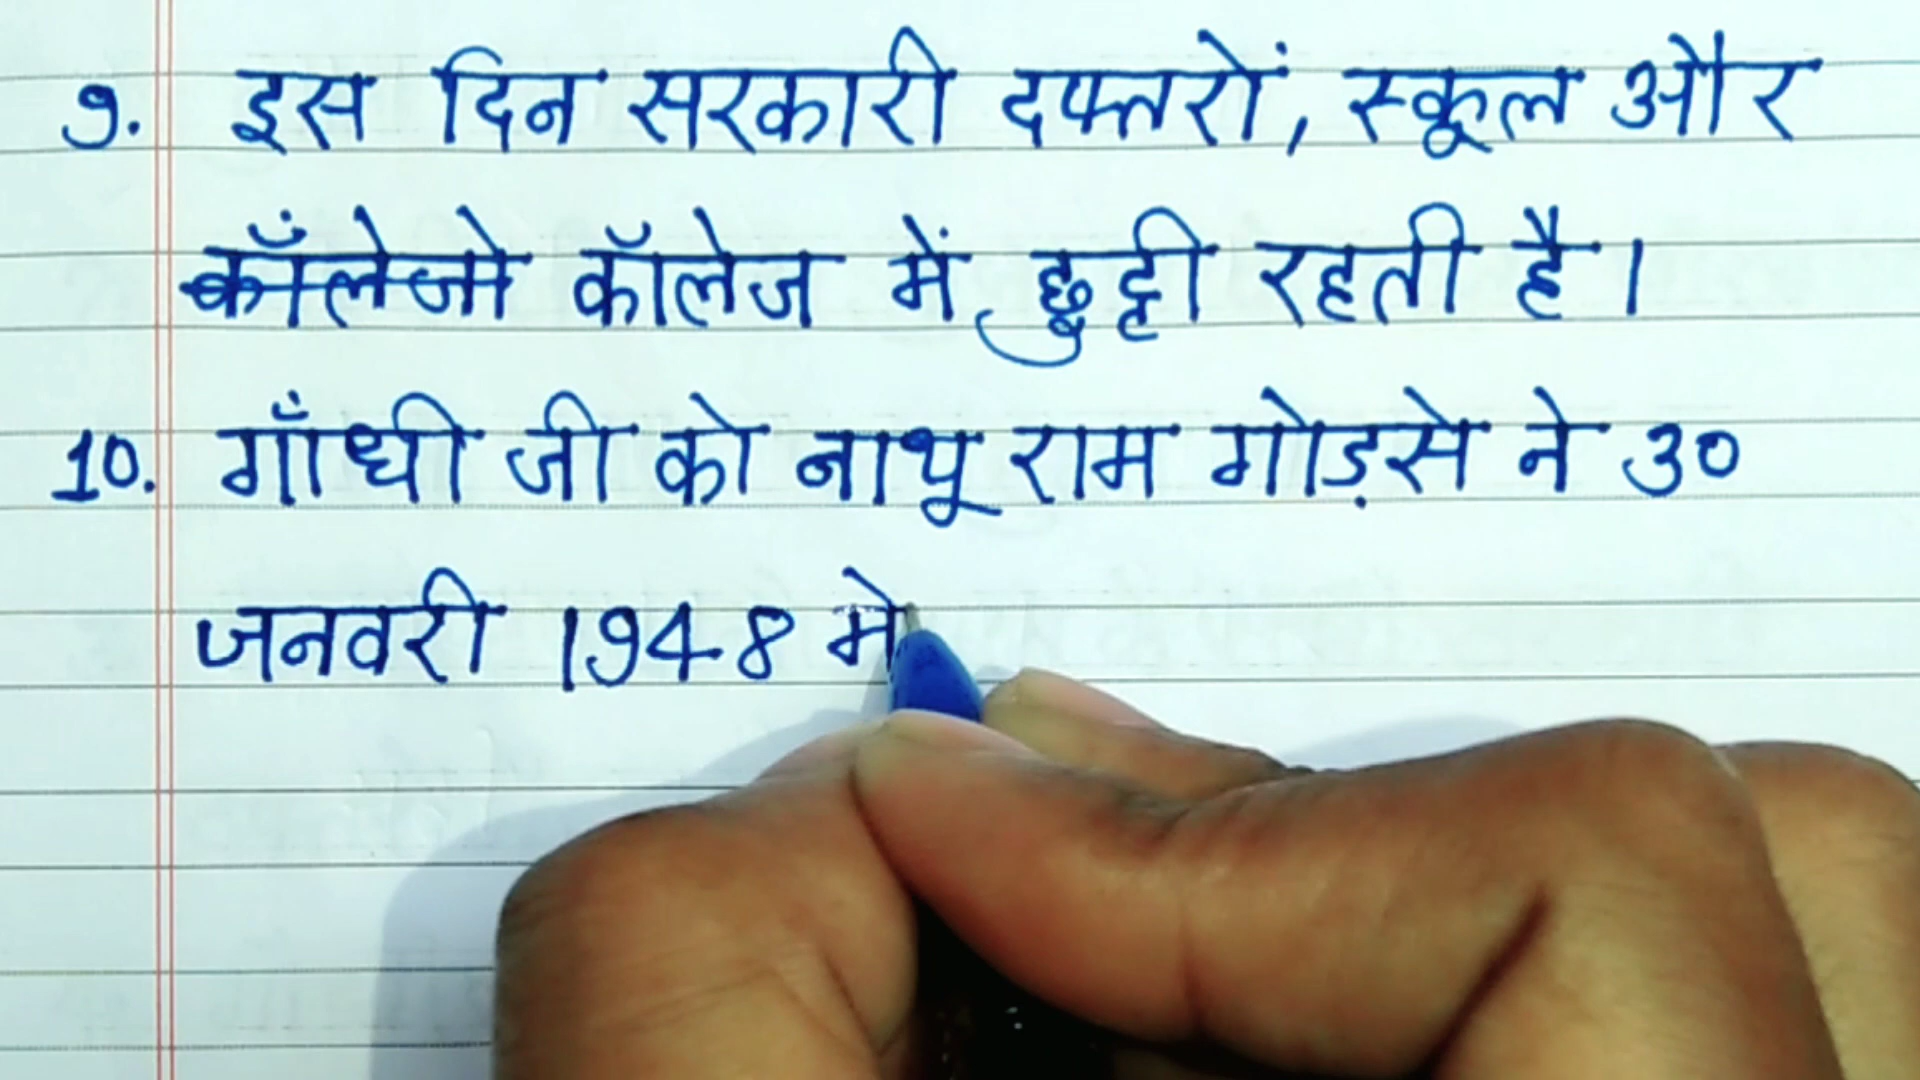 9. इस दिन सरकारी दफ्तरों, स्कूल और
कॉलेजो कॉलेज में छुट्टी रहती है।
10. गाँधी जी को नाथू राम गोड़से ने 30
जनवरी 1948 मे